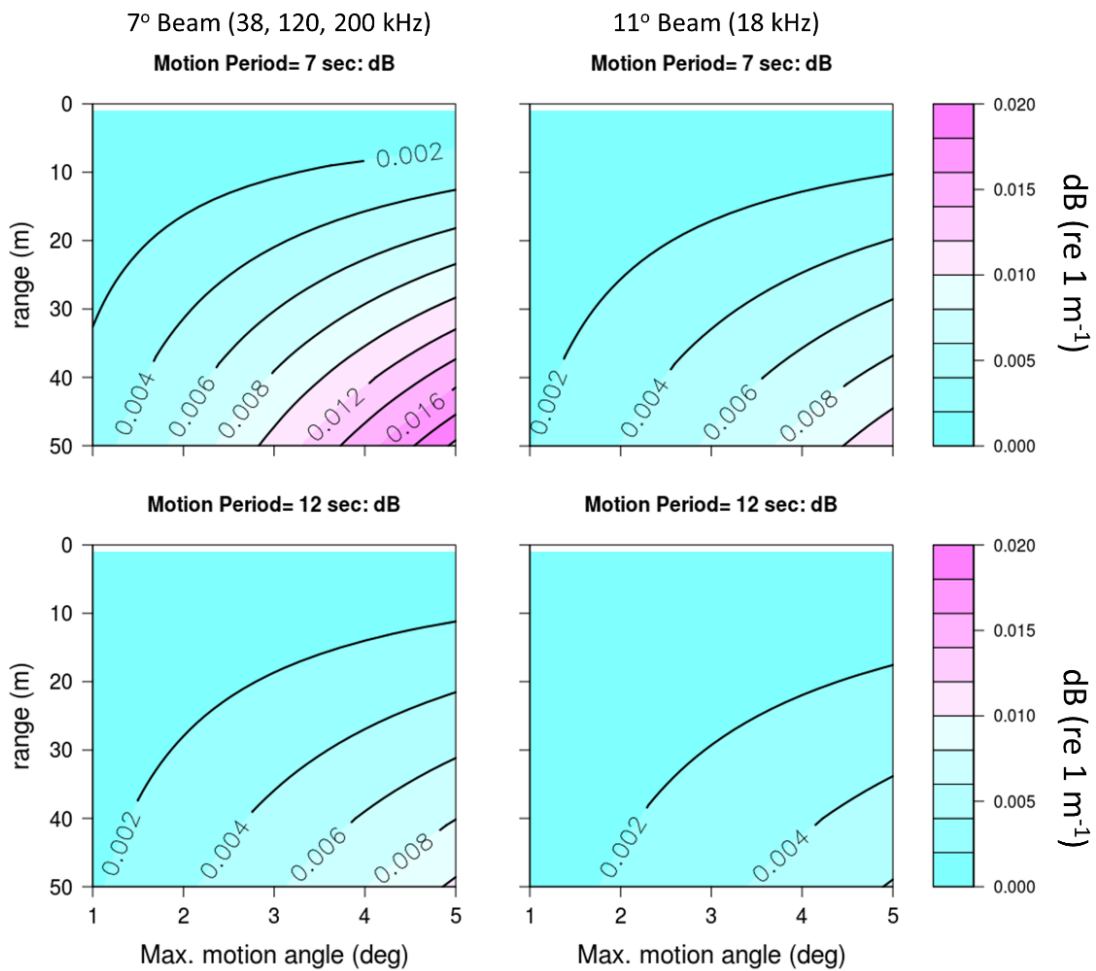 7º Beam (38, 120, 200 kHz)
11º Beam (18 kHz)
Motion Period= 7 sec: dB
Motion Period= 7 sec: dB
0
10
20
30
40
50
range (m)
0.002
0.004
0.006
0.008
0.012
0.016
0.002
0.004
0.006
0.008
0.020
0.015
0.010
0.005
0.000
dB (re 1 m-1)
Motion Period= 12 sec: dB
Motion Period= 12 sec: dB
0
10
20
30
40
50
range (m)
0.002
0.004
0.006
0.008
0.002
0.004
0.020
0.015
0.010
0.005
0.000
dB (re 1 m-1)
1 2 3 4 5
1 2 3 4 5
Max. motion angle (deg)
Max. motion angle (deg)